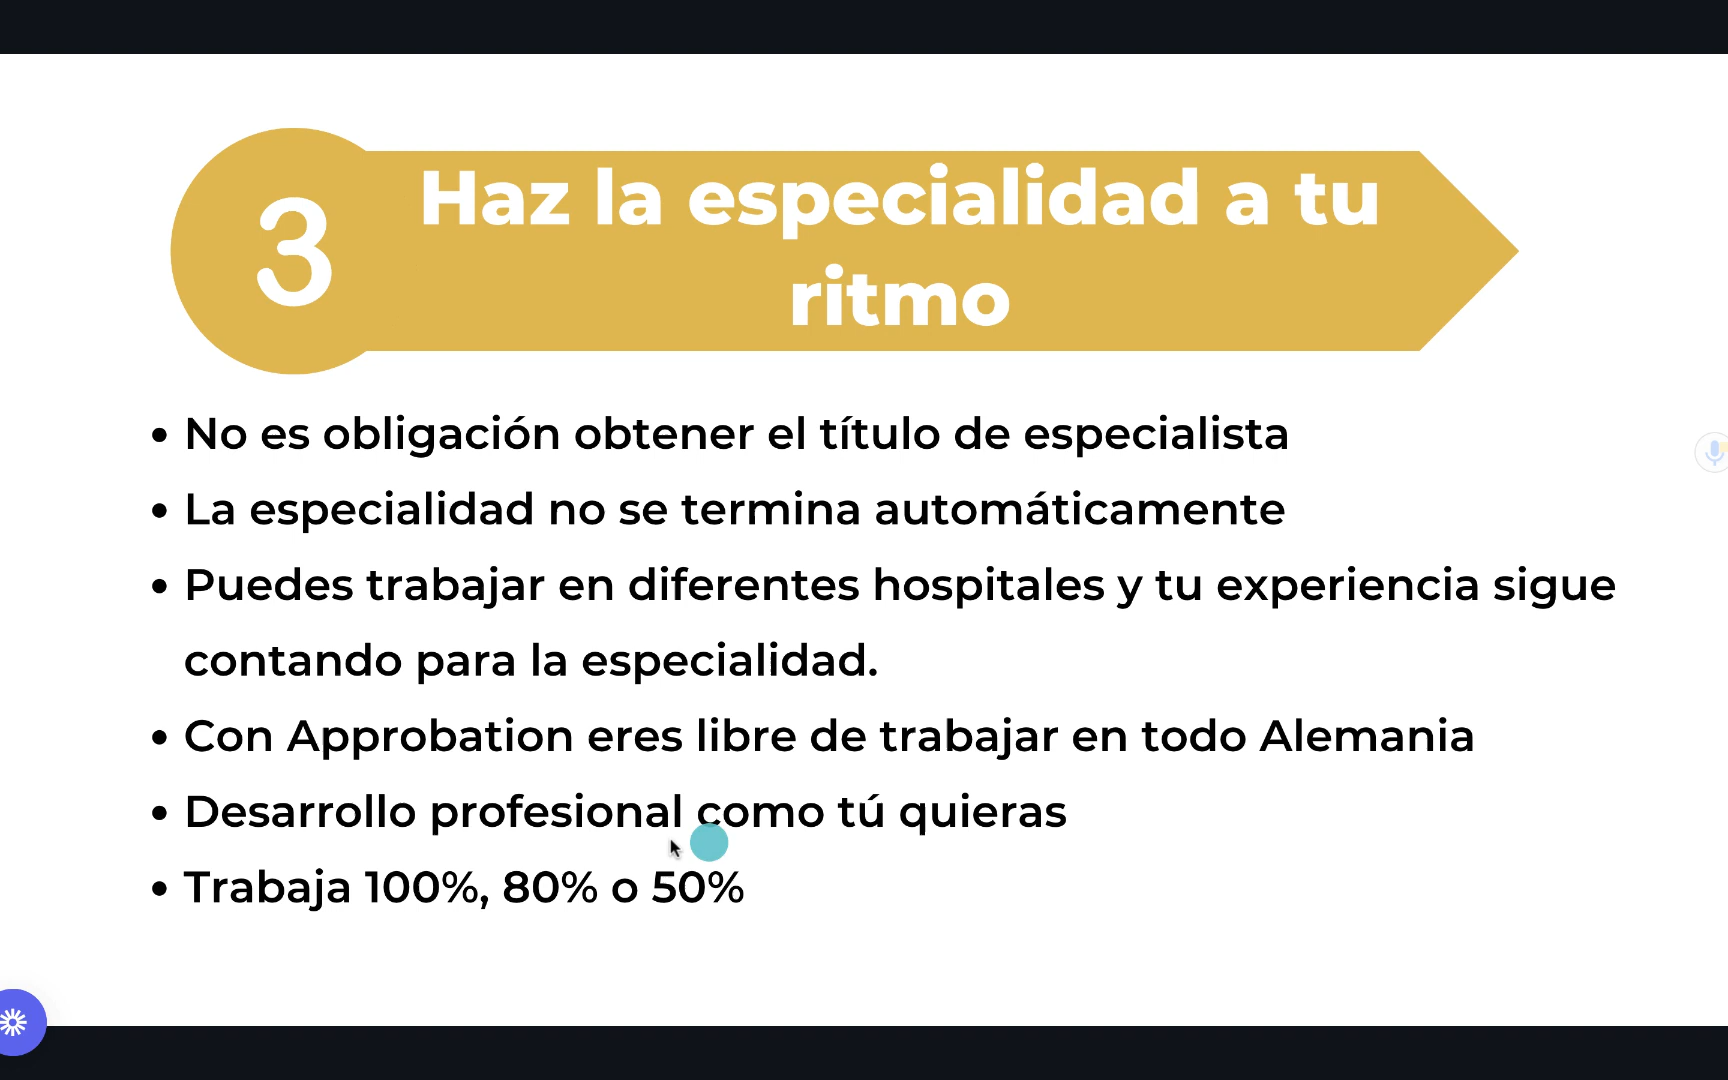 3
Haz la especialidad a tu
ritmo
• No es obligación obtener el título de especialista
• La especialidad no se termina automáticamente
• Puedes trabajar en diferentes hospitales y tu experiencia sigue
contando para la especialidad.
• Con Approbation eres libre de trabajar en todo Alemania
• Desarrollo profesional como tú quieras
• Trabaja 100%, 80% o 50%